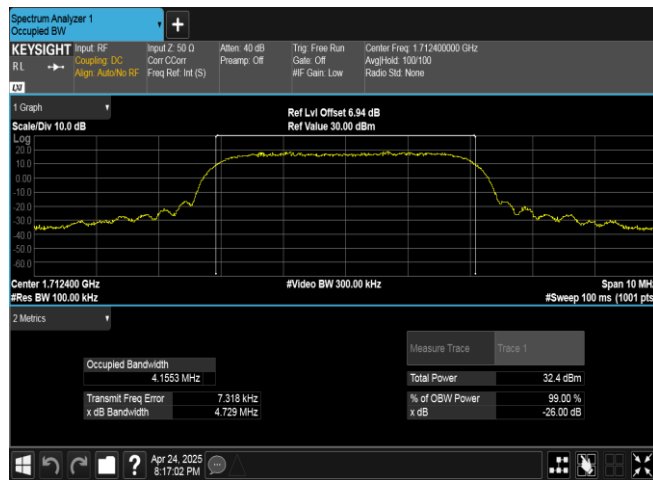 Spectrum Analyzer 1
Occupied BW
KEYSIGHT
R L
LXI
Input: RF
Coupling: DC
Align: Auto/No RF
Input Z: 50 Ω
Corr CCorr
Freq Ref: Int (S)
Atten: 40 dB
Preamp: Off
Trig: Free Run
Gate: Off
#IF Gain: Low
Center Freq: 1.712400000 GHz
Avg|Hold: 100/100
Radio Std: None
1 Graph
Scale/Div 10.0 dB
Ref Lvl Offset 6.94 dB
Ref Value 30.00 dBm
Log
20.0
10.0
0.00
-10.0
-20.0
-30.0
-40.0
-50.0
-60.0
Center 1.712400 GHz
#Res BW 100.00 kHz
#Video BW 300.00 kHz
Span 10 MH
#Sweep 100 ms (1001 pts
2 Metrics
Occupied Bandwidth
4.1553 MHz
Transmit Freq Error 7.318 kHz
x dB Bandwidth 4.729 MHz
Measure Trace Trace 1
Total Power 32.4 dBm
% of OBW Power 99.00 %
x dB -26.00 dB
? Apr 24, 2025
8:17:02 PM